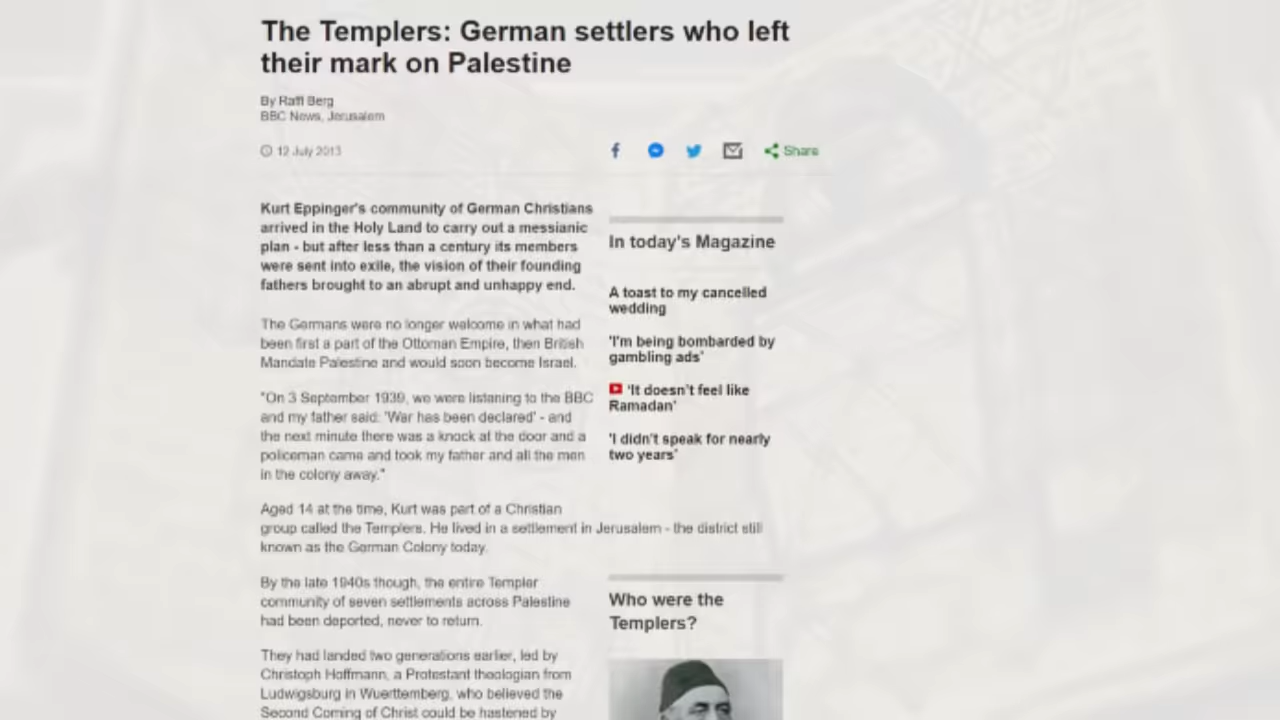 The Templers: German settlers who left
their mark on Palestine
By Raffi Berg
BBC News, Jerusalem
12 July 2013
Share
Kurt Eppinger's community of German Christians
arrived in the Holy Land to carry out a messianic
plan - but after less than a century its members
were sent into exile, the vision of their founding
fathers brought to an abrupt and unhappy end.
The Germans were no longer welcome in what had
been first a part of the Ottoman Empire, then British
Mandate Palestine and would soon become Israel.
"On 3 September 1939, we were listening to the BBC
and my father said: 'War has been declared' - and
the next minute there was a knock at the door and a
policeman came and took my father and all the men
in the colony away."
Aged 14 at the time, Kurt was part of a Christian
group called the Templers. He lived in a settlement in Jerusalem - the district still
known as the German Colony today.
By the late 1940s though, the entire Templer
community of seven settlements across Palestine
had been deported, never to return.
They had landed two generations earlier, led by
Christoph Hoffmann, a Protestant theologian from
Ludwigsburg in Wuerttemberg, who believed the
Second Coming of Christ could be hastened by
In today's Magazine
A toast to my cancelled
wedding
'I'm being bombarded by
gambling ads'
'It doesn't feel like
Ramadan'
'I didn't speak for nearly
two years'
Who were the
Templers?